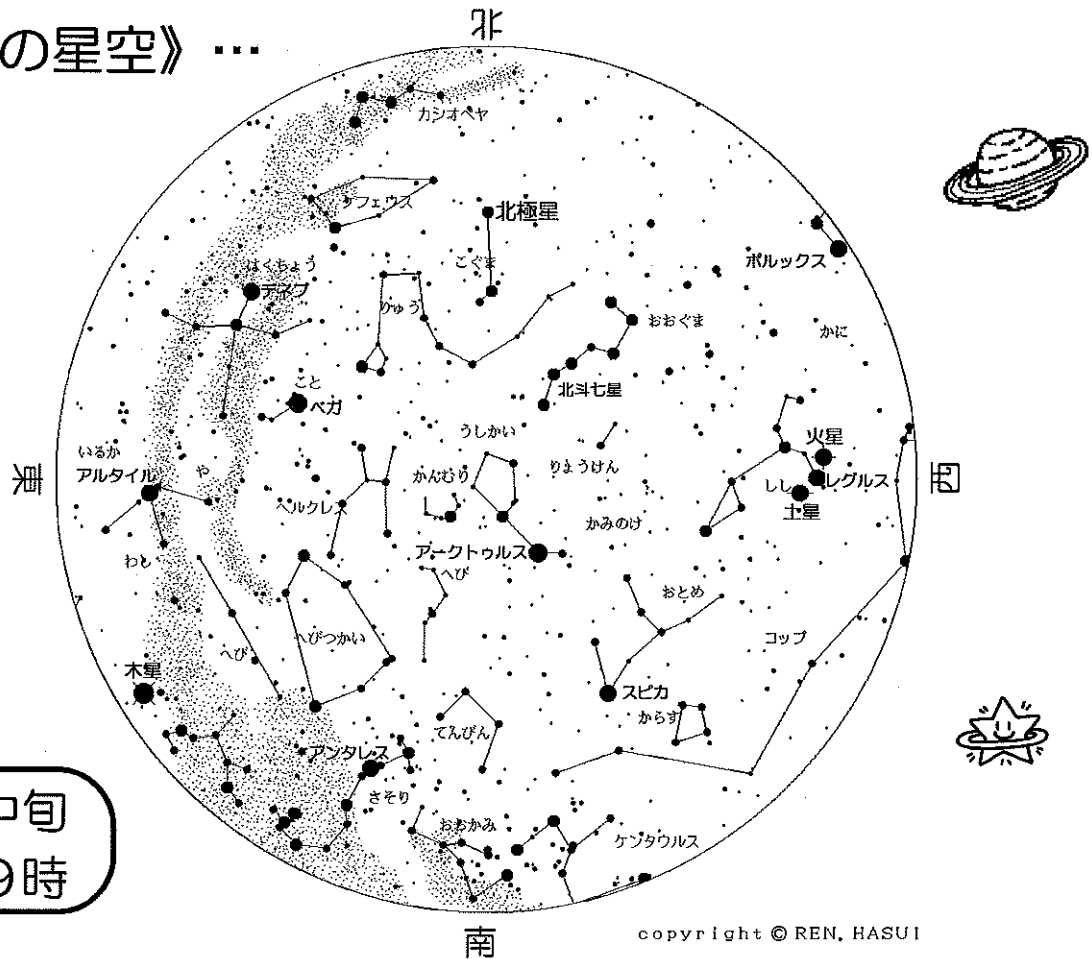 の星空》…
北
カシオペヤ
ケフェウス
北極星
こぐま
ポルックス
はくちょう
デネブ
りゅう
おおぐま
かに
こと
ベガ
北斗七星
うしかい
火星
いるか
アルタイル
や
かんむり
りょうけん
しし
レグルス
東
西
ヘルクレス
土星
かみのけ
アークトゥルス
わし
へび
おとめ
へび
へびつかい
コップ
木星
スピカ
からす
てんびん
アンタレス
さそり
おおかみ
ケンタウルス
中旬
9時
南
copyright © REN. HASUI